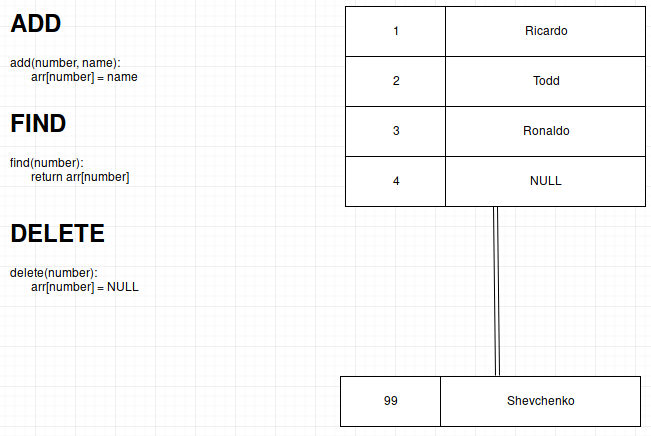 ADD
add(number, name):
arr[number] = name
FIND
find(number):
return arr[number]
DELETE
delete(number):
arr[number] = NULL
1 Ricardo
2 Todd
3 Ronaldo
4 NULL
99 Shevchenko